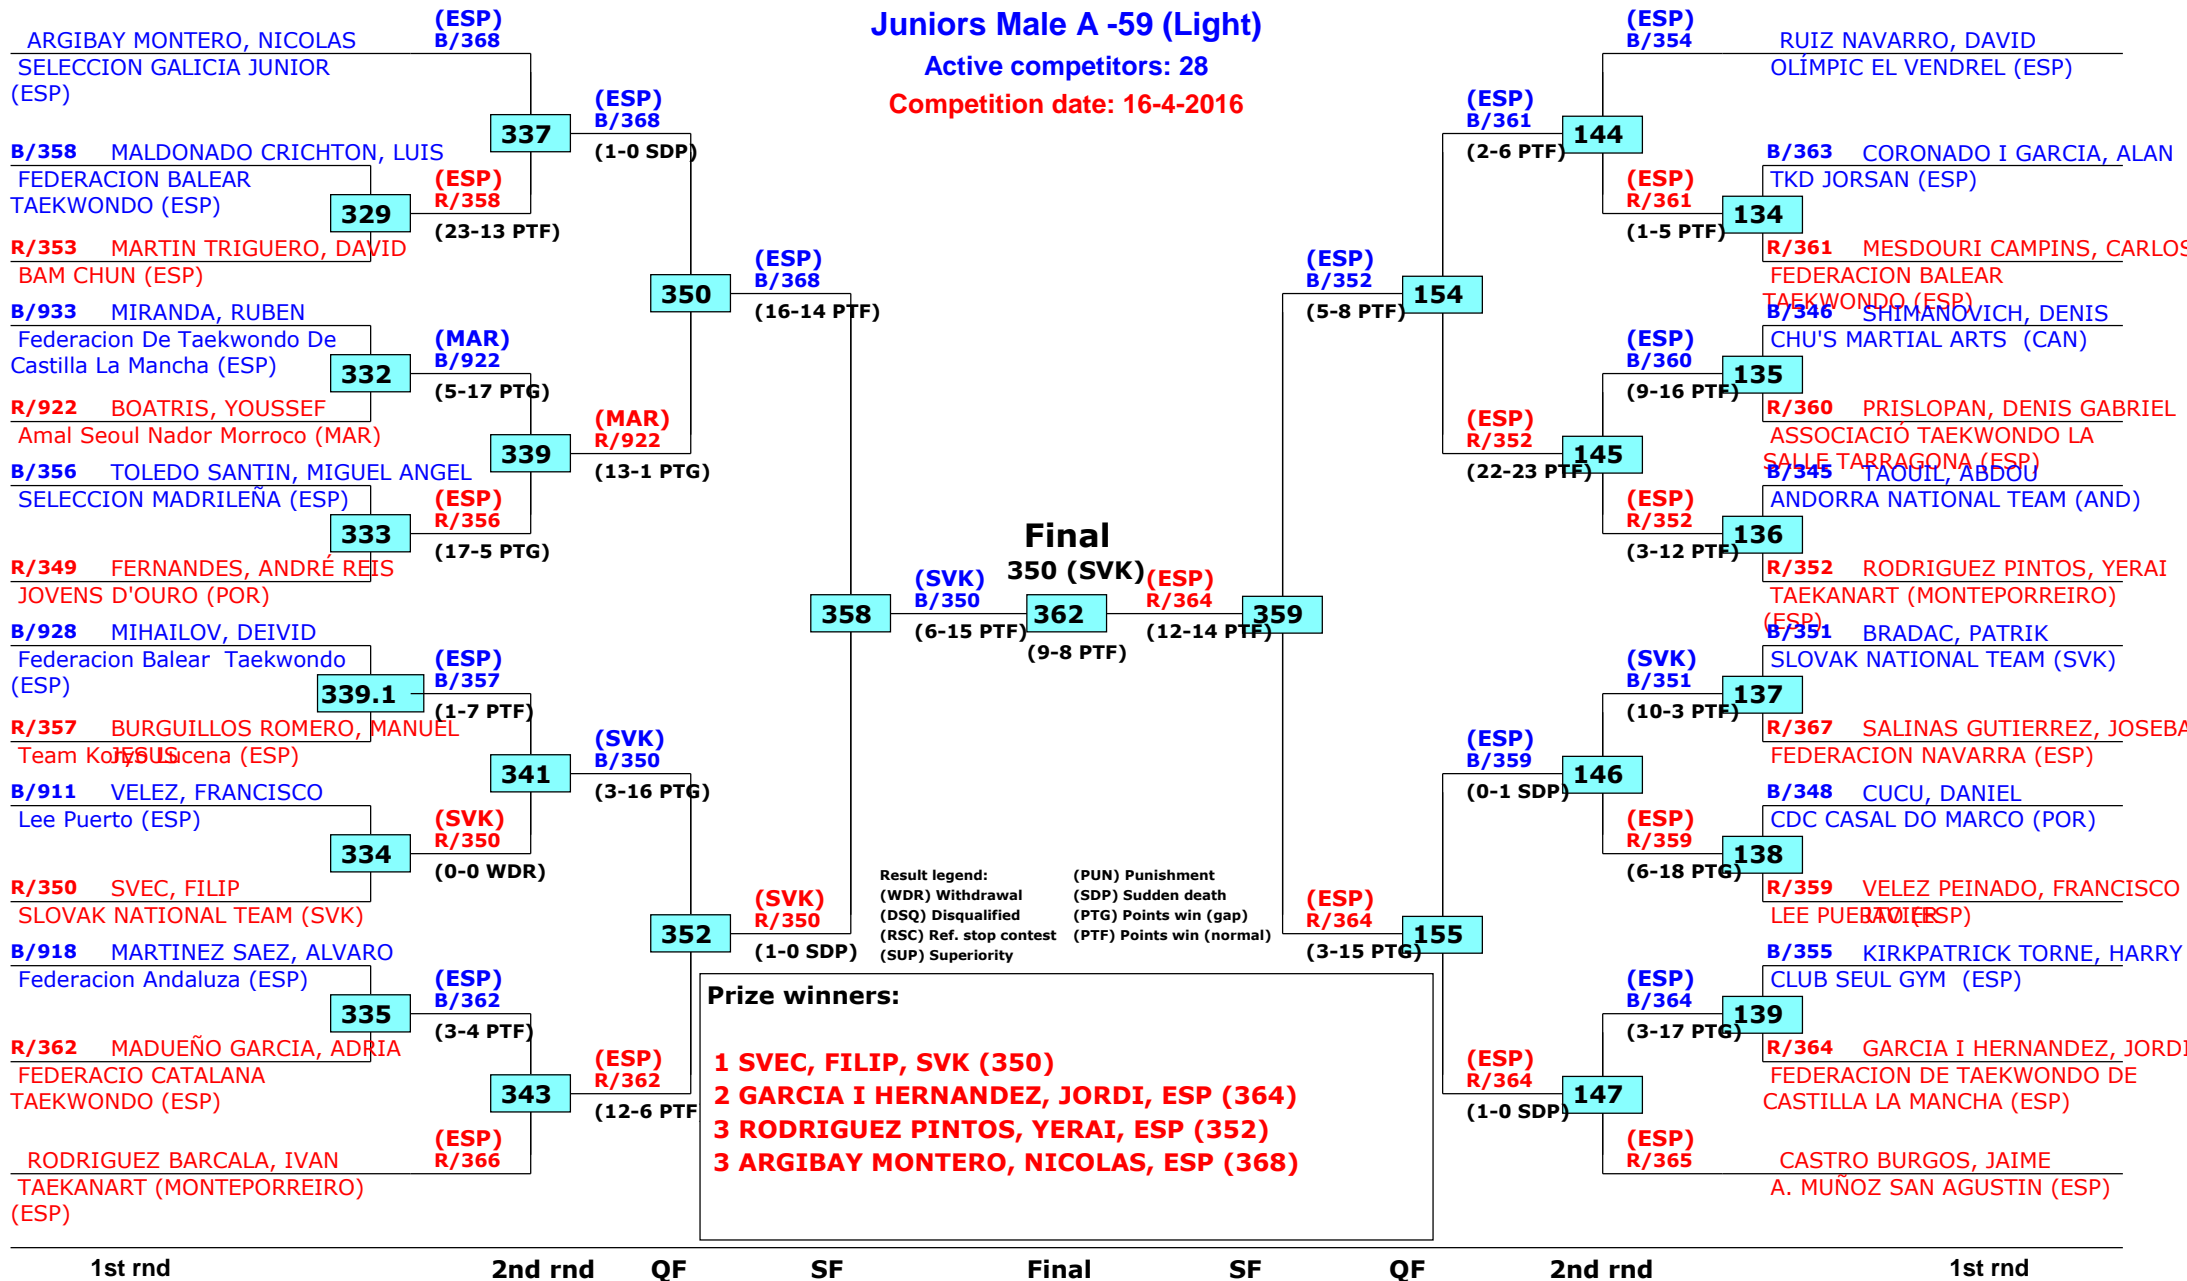 Juniors Male A -59 (Light)
Active competitors: 28
Competition date: 16-4-2016
ARGIBAY MONTERO, NICOLAS
SELECCION GALICIA JUNIOR
(ESP)
(ESP)
B/368
B/358 MALDONADO CRICHTON, LUIS
FEDERACION BALEAR
TAEKWONDO (ESP)
329
R/353 MARTIN TRIGUERO, DAVID
BAM CHUN (ESP)
(ESP)
R/358
(23-13 PTF)
337
(ESP)
B/368
(1-0 SDP)
B/933 MIRANDA, RUBEN
Federacion De Taekwondo De
Castilla La Mancha (ESP)
332
R/922 BOATRIS, YOUSSEF
Amal Seoul Nador Morroco (MAR)
(MAR)
B/922
(5-17 PTG)
B/356 TOLEDO SANTIN, MIGUEL ANGEL
SELECCION MADRILEÑA (ESP)
333
R/349 FERNANDES, ANDRÉ REIS
JOVENS D'OURO (POR)
(ESP)
R/356
(17-5 PTG)
339
(MAR)
R/922
(13-1 PTG)
350
(ESP)
B/368
(16-14 PTF)
B/928 MIHAILOV, DEIVID
Federacion Balear Taekwondo
(ESP)
339.1
R/357 BURGUILLOS ROMERO, MANUEL
JESUS
Team Koryo Lucena (ESP)
(ESP)
B/357
(1-7 PTF)
B/911 VELEZ, FRANCISCO
Lee Puerto (ESP)
334
R/350 SVEC, FILIP
SLOVAK NATIONAL TEAM (SVK)
(SVK)
R/350
(0-0 WDR)
341
(SVK)
B/350
(3-16 PTG)
B/918 MARTINEZ SAEZ, ALVARO
Federacion Andaluza (ESP)
335
R/362 MADUEÑO GARCIA, ADRIA
FEDERACIO CATALANA
TAEKWONDO (ESP)
(ESP)
B/362
(3-4 PTF)
343
(ESP)
R/362
(12-6 PTF
(ESP)
R/366
RODRIGUEZ BARCALA, IVAN
TAEKANART (MONTEPORREIRO)
(ESP)
352
(SVK)
R/350
(1-0 SDP)
358
(SVK)
B/350
(6-15 PTF)
Final
350 (SVK)
362
(9-8 PTF)
(ESP)
R/364
(12-14 PTF)
359
(ESP)
B/352
(5-8 PTF)
154
(ESP)
B/361
(2-6 PTF)
144
(ESP)
B/354
RUIZ NAVARRO, DAVID
OLÍMPIC EL VENDREL (ESP)
(ESP)
R/361
(1-5 PTF)
134
B/363 CORONADO I GARCIA, ALAN
TKD JORSAN (ESP)
R/361 MESDOURI CAMPINS, CARLOS
FEDERACION BALEAR
TAEKWONDO (ESP)
(ESP)
B/360
(9-16 PTF)
135
B/346 SHIMANOVICH, DENIS
CHU'S MARTIAL ARTS (CAN)
R/360 PRISLOPAN, DENIS GABRIEL
ASSOCIACIÓ TAEKWONDO LA
SALLE TARRAGONA (ESP)
(ESP)
R/352
(22-23 PTF)
145
(ESP)
R/352
(3-12 PTF)
136
B/345 TAOUIL, ABDOU
ANDORRA NATIONAL TEAM (AND)
R/352 RODRIGUEZ PINTOS, YERAI
TAEKANART (MONTEPORREIRO)
(ESP)
(SVK)
B/351
(10-3 PTF)
137
B/351 BRADAC, PATRIK
SLOVAK NATIONAL TEAM (SVK)
R/367 SALINAS GUTIERREZ, JOSEBA
FEDERACION NAVARRA (ESP)
(ESP)
B/359
(0-1 SDP)
146
(ESP)
R/359
(6-18 PTG)
138
B/348 CUCU, DANIEL
CDC CASAL DO MARCO (POR)
R/359 VELEZ PEINADO, FRANCISCO
JAVIER
LEE PUERTO (ESP)
(ESP)
R/364
(3-15 PTG)
155
(ESP)
B/364
(3-17 PTG)
139
B/355 KIRKPATRICK TORNE, HARRY
CLUB SEUL GYM (ESP)
R/364 GARCIA I HERNANDEZ, JORDI
FEDERACION DE TAEKWONDO DE
CASTILLA LA MANCHA (ESP)
(ESP)
R/364
(1-0 SDP)
147
(ESP)
R/365
CASTRO BURGOS, JAIME
A. MUÑOZ SAN AGUSTIN (ESP)
Result legend:
(WDR) Withdrawal
(DSQ) Disqualified
(RSC) Ref. stop contest
(SUP) Superiority
(PUN) Punishment
(SDP) Sudden death
(PTG) Points win (gap)
(PTF) Points win (normal)
Prize winners:
1 SVEC, FILIP, SVK (350)
2 GARCIA I HERNANDEZ, JORDI, ESP (364)
3 RODRIGUEZ PINTOS, YERAI, ESP (352)
3 ARGIBAY MONTERO, NICOLAS, ESP (368)
1st rnd 2nd rnd QF SF Final SF QF 2nd rnd 1st rnd